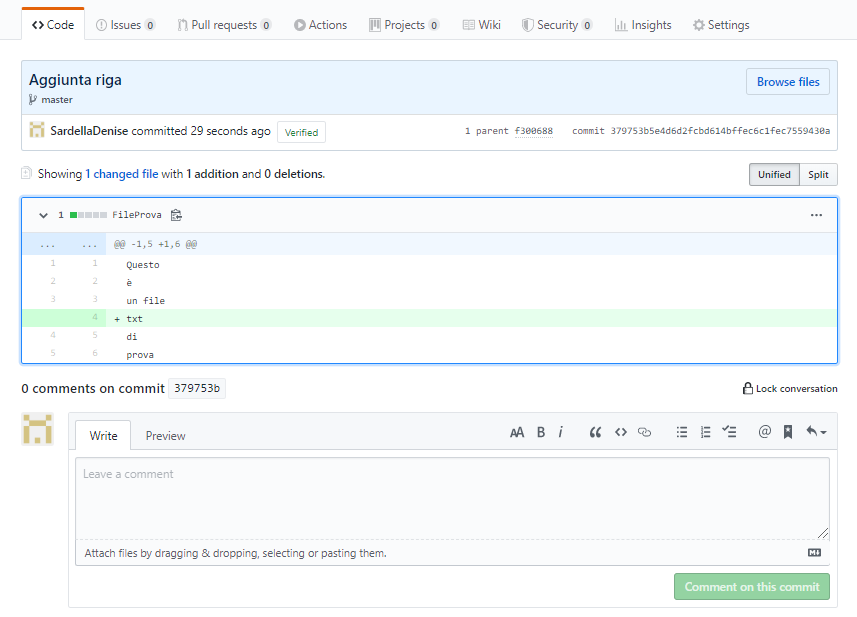 Code Issues 0 Pull requests 0 Actions Projects 0 Wiki Security 0 Insights Settings
Aggiunta riga
Browse files
master
SardellaDenise committed 29 seconds ago Verified 1 parent f300688 commit 379753b5e4d6d2fcbd614bffec6c1fec7559430a
Showing 1 changed file with 1 addition and 0 deletions. Unified Split
1 FileProva ...
... ... @@ -1,5 +1,6 @@
1 1 Questo
2 2 è
3 3 un file
4 + txt
4 5 di
5 6 prova
0 comments on commit 379753b Lock conversation
Write Preview AA B i @
Leave a comment
Attach files by dragging & dropping, selecting or pasting them. M
Comment on this commit